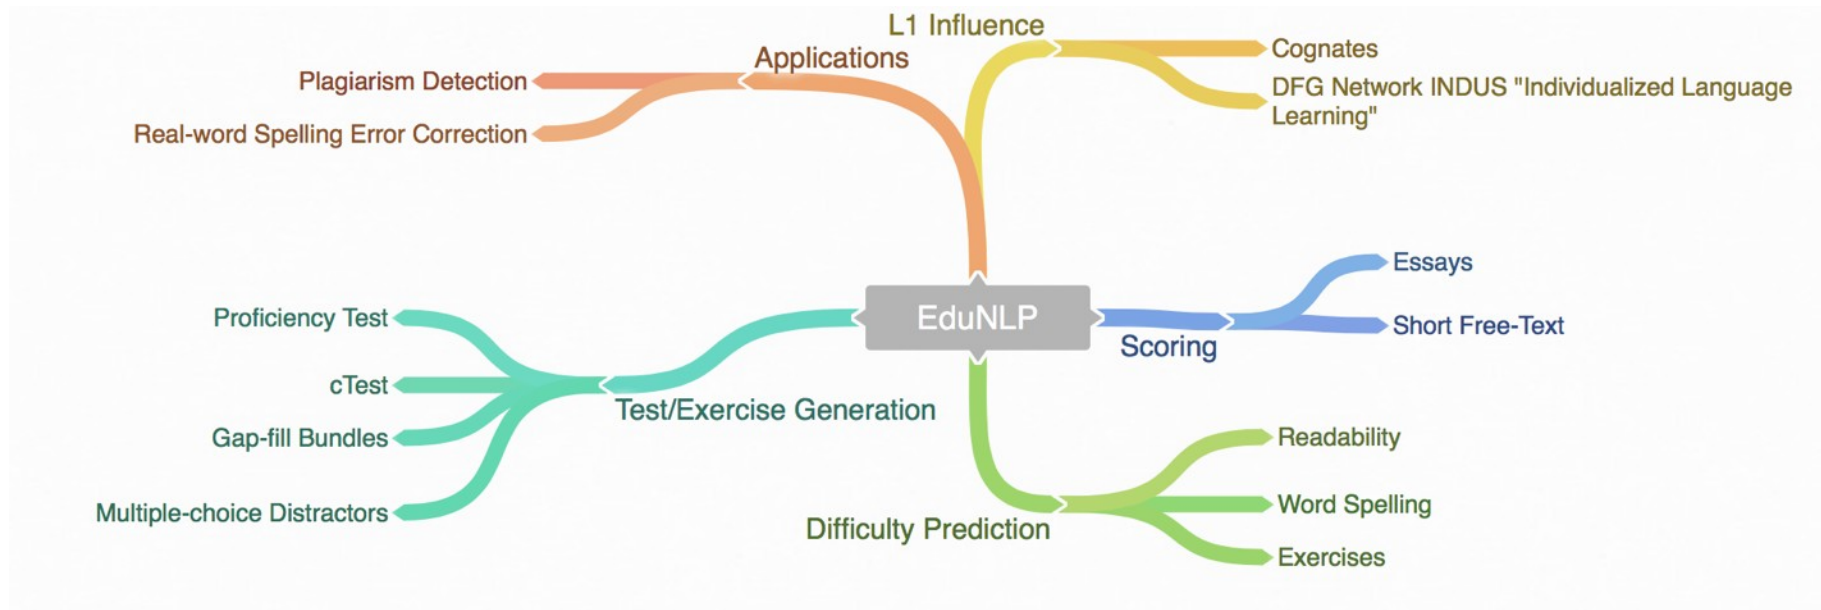 L1 Influence
Applications
Cognates
Plagiarism Detection
DFG Network INDUS "Individualized Language
Learning"
Real-word Spelling Error Correction
Essays
Proficiency Test
EduNLP
Short Free-Text
Scoring
cTest
Test/Exercise Generation
Gap-fill Bundles
Readability
Multiple-choice Distractors
Word Spelling
Difficulty Prediction
Exercises